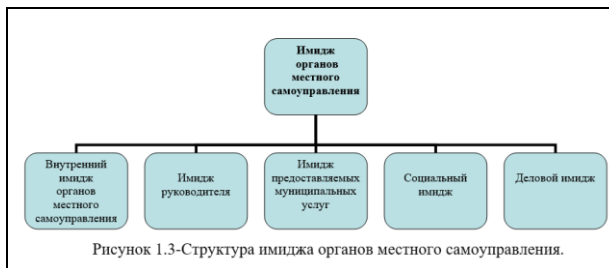 Имидж
органов
местного
самоуправления
Внутренний
имидж
органов
местного
самоуправления
Имидж
руководителя
Имидж
предоставляемых
муниципальных
услуг
Социальный
имидж
Деловой имидж
Рисунок 1.3-Структура имиджа органов местного самоуправления.